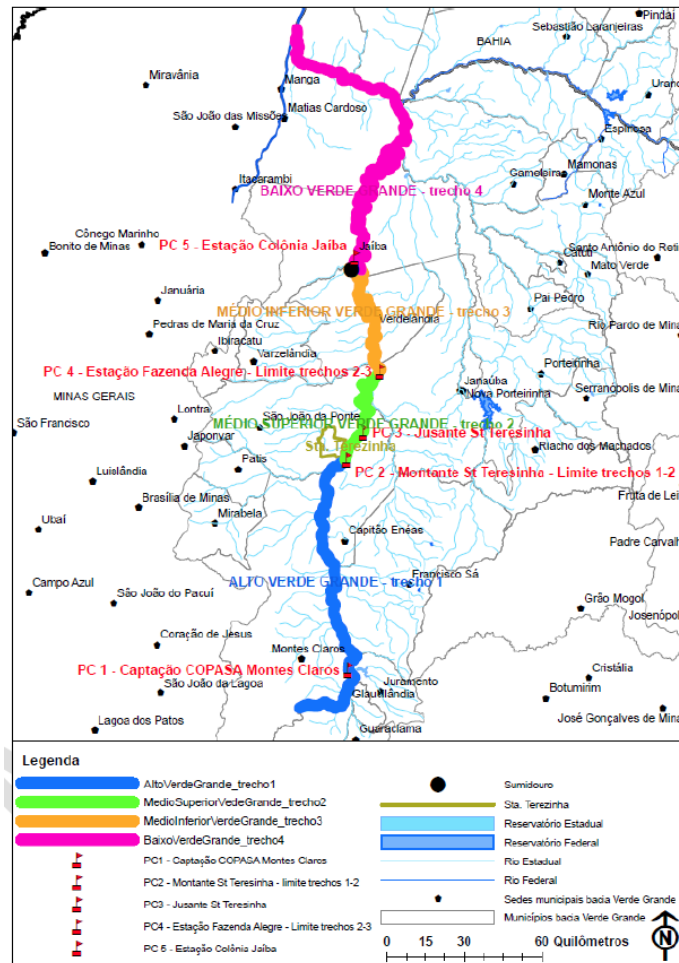 Pindai
Sebastião Laranjeiras
BAHIA
Miravânia
Manga
Matias Cardoso
São João das Missões
Espinosa
Itacarambi
Gameleiras
Mamonas
Monte Azul
BAIXO VERDE GRANDE - trecho 4
Cônego Marinho
Bonito de Minas
PC 5 - Estação Colônia Jaíba
Jaíba
Santo Antônio do Reti
Catuti
Mato Verde
Januária
MÉDIO INFERIOR VERDE GRANDE - trecho 3
Pai Pedro
Verdelândia
Rio Pardo de Mina
Pedras de Maria da Cruz
Ibiracatu
Varzelândia
PC 4 - Estação Fazenda Alegre - Limite trechos 2-3
Porteirinha
MINAS GERAIS
Janaúba
Nova Porteirinha
Serranópolis de Mina
Lontra
São João da Ponte
MÉDIO SUPERIOR VERDE GRANDE - trecho 2
São Francisco
Japonvar
PC 3 - Jusante St Teresinha
Sta. Terezinha
Riacho dos Machados
Patis
PC 2 - Montante St Teresinha - Limite trechos 1-2
Luislândia
Fruta de Lei
Brasília de Minas
Mirabela
Ubaí
Capitão Enéas
Padre Carvalh
Francisco Sá
ALTO VERDE GRANDE - trecho 1
Campo Azul
São João do Pacuí
Grão Mogol
Josenópol
Coração de Jesus
Montes Claros
PC 1 - Captação COPASA Montes Claros
Cristália
Juramento
São João da Lagoa
Glaucilândia
Botumirim
José Gonçalves de Mina
Lagoa dos Patos
Guaraciama
Legenda
AltoVerdeGrande_trecho1
MedioSuperiorVedeGrande_trecho2
MedioInferiorVerdeGrande_trecho3
BaixoVerdeGrande_trecho4
PC1 - Captação COPASA Montes Claros
PC2 - Montante St Teresinha - limite trechos 1-2
PC3 - Jusante St Teresinha
PC4 - Estação Fazenda Alegre - Limite trechos 2-3
PC 5 - Estação Colônia Jaíba
Sumidouro
Sta. Terezinha
Reservatório Estadual
Reservatório Federal
Rio Estadual
Rio Federal
Sedes municipais bacia Verde Grande
Municípios bacia Verde Grande
0 15 30 60 Quilômetros
N